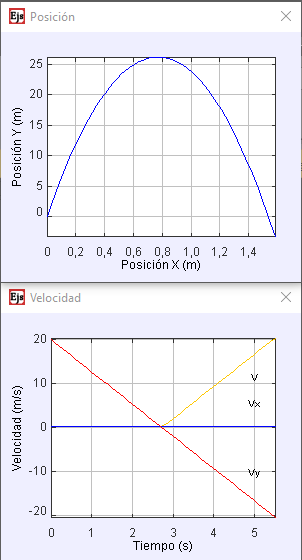 Ejs Posición
Posición Y (m)
25
20
15
10
5
0
0 0,2 0,4 0,6 0,8 1,0 1,2 1,4
Posición X (m)
Ejs Velocidad
Velocidad (m/s)
20
10
0
-10
-20
V
Vx
Vy
0 1 2 3 4 5
Tiempo (s)